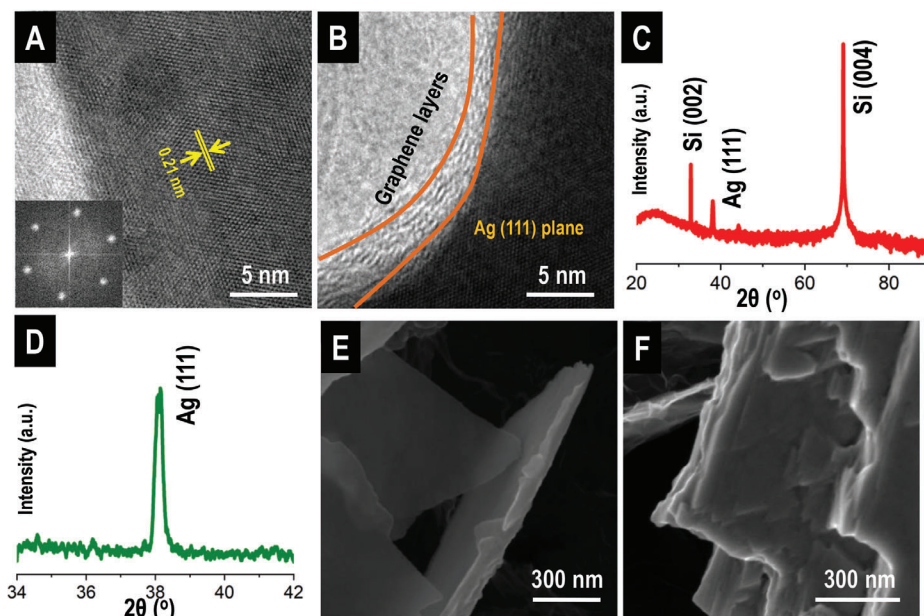 A
0.21 nm
5 nm
B
Graphene layers
Ag (111) plane
5 nm
C
Intensity (a.u.)
Si (002)
Ag (111)
Si (004)
20 40 60 80
2θ (º)
D
Intensity (a.u.)
Ag (111)
34 36 38 40 42
2θ (º)
E
300 nm
F
300 nm